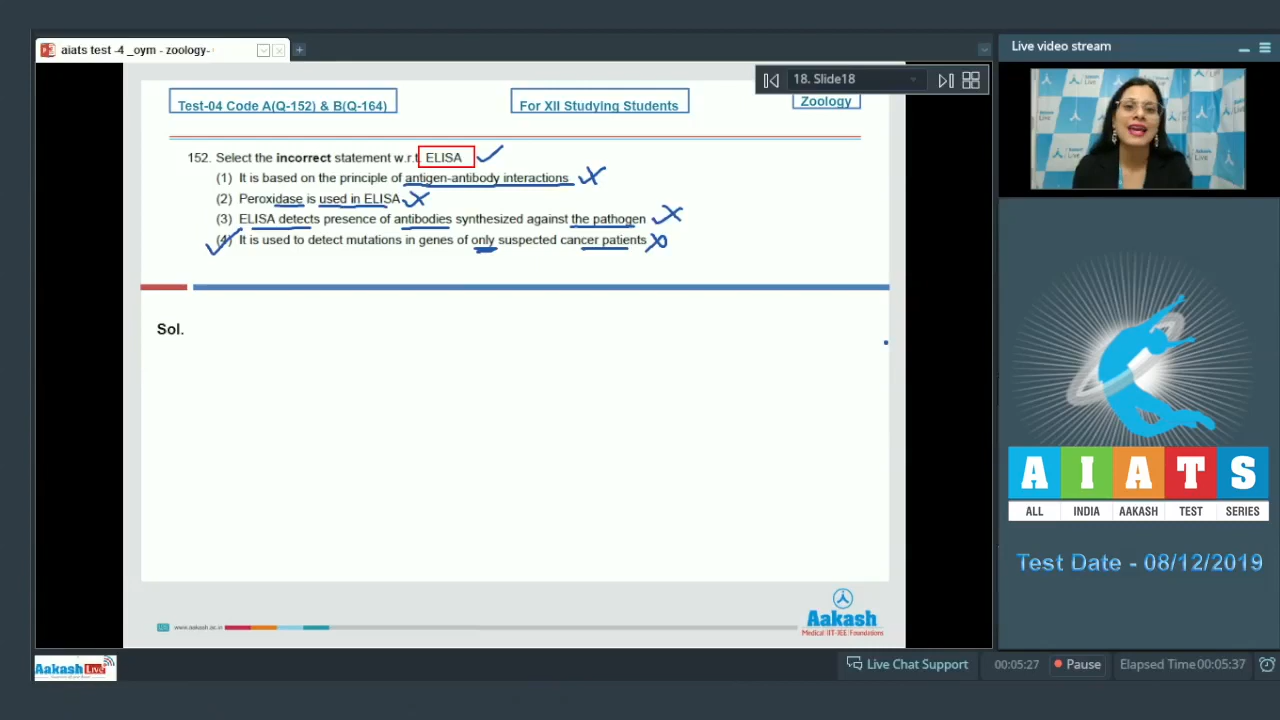 aiats test -4 _oym - zoology-
Live video stream
18. Slide18
Test-04 Code A(Q-152) & B(Q-164)
For XII Studying Students
Zoology
152. Select the incorrect statement w.r.t. ELISA
(1) It is based on the principle of antigen-antibody interactions
(2) Peroxidase is used in ELISA
(3) ELISA detects presence of antibodies synthesized against the pathogen
(4) It is used to detect mutations in genes of only suspected cancer patients
Sol.
A I A T S
ALL INDIA AAKASH TEST SERIES
Test Date - 08/12/2019
www.aakash.ac.in
Aakash
Medical|IIT-JEE|Foundations
Aakash Live
Live Chat Support
00:05:27
Pause
Elapsed Time 00:05:37